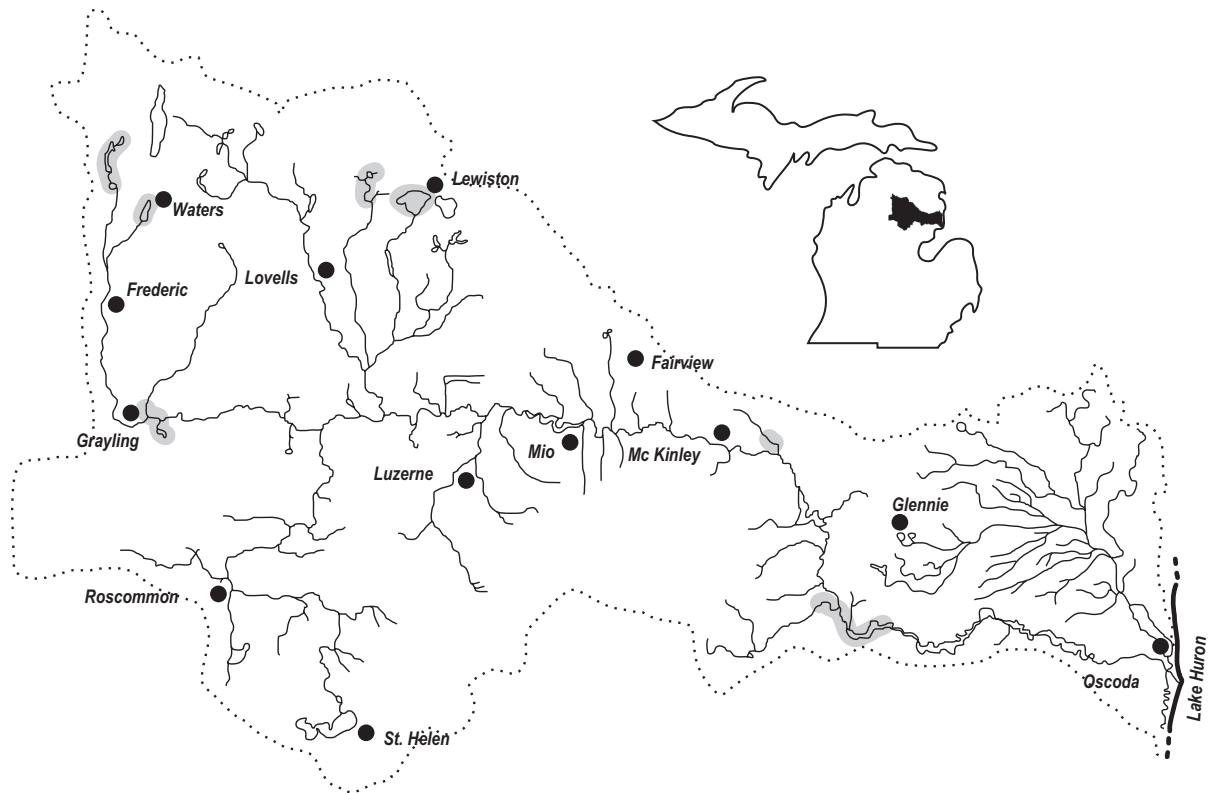 Lewiston
Waters
Lovells
Frederic
Fairview
Grayling
Mio
Mc Kinley
Luzerne
Glennie
Roscommon
Oscoda
Lake Huron
St. Helen